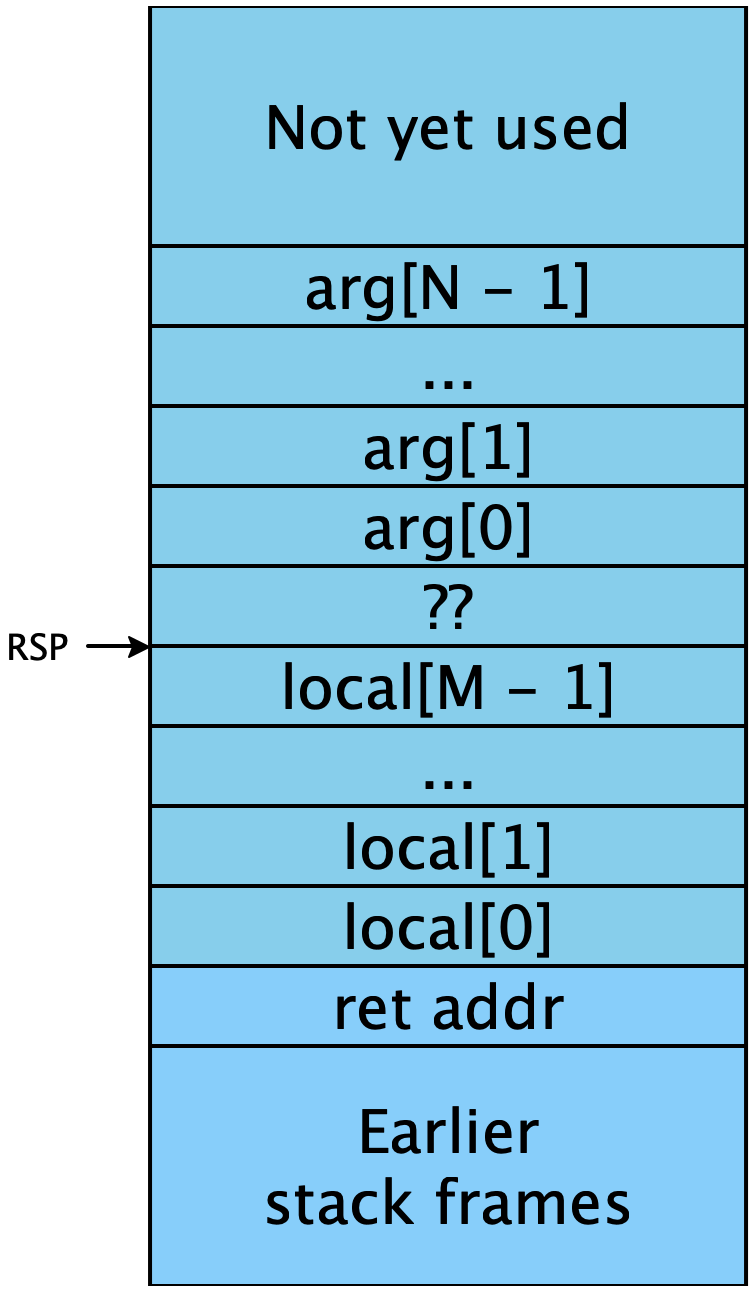 Not yet used
arg[N – 1]
...
arg[1]
arg[0]
??
RSP
local[M – 1]
...
local[1]
local[0]
ret addr
Earlier
stack frames